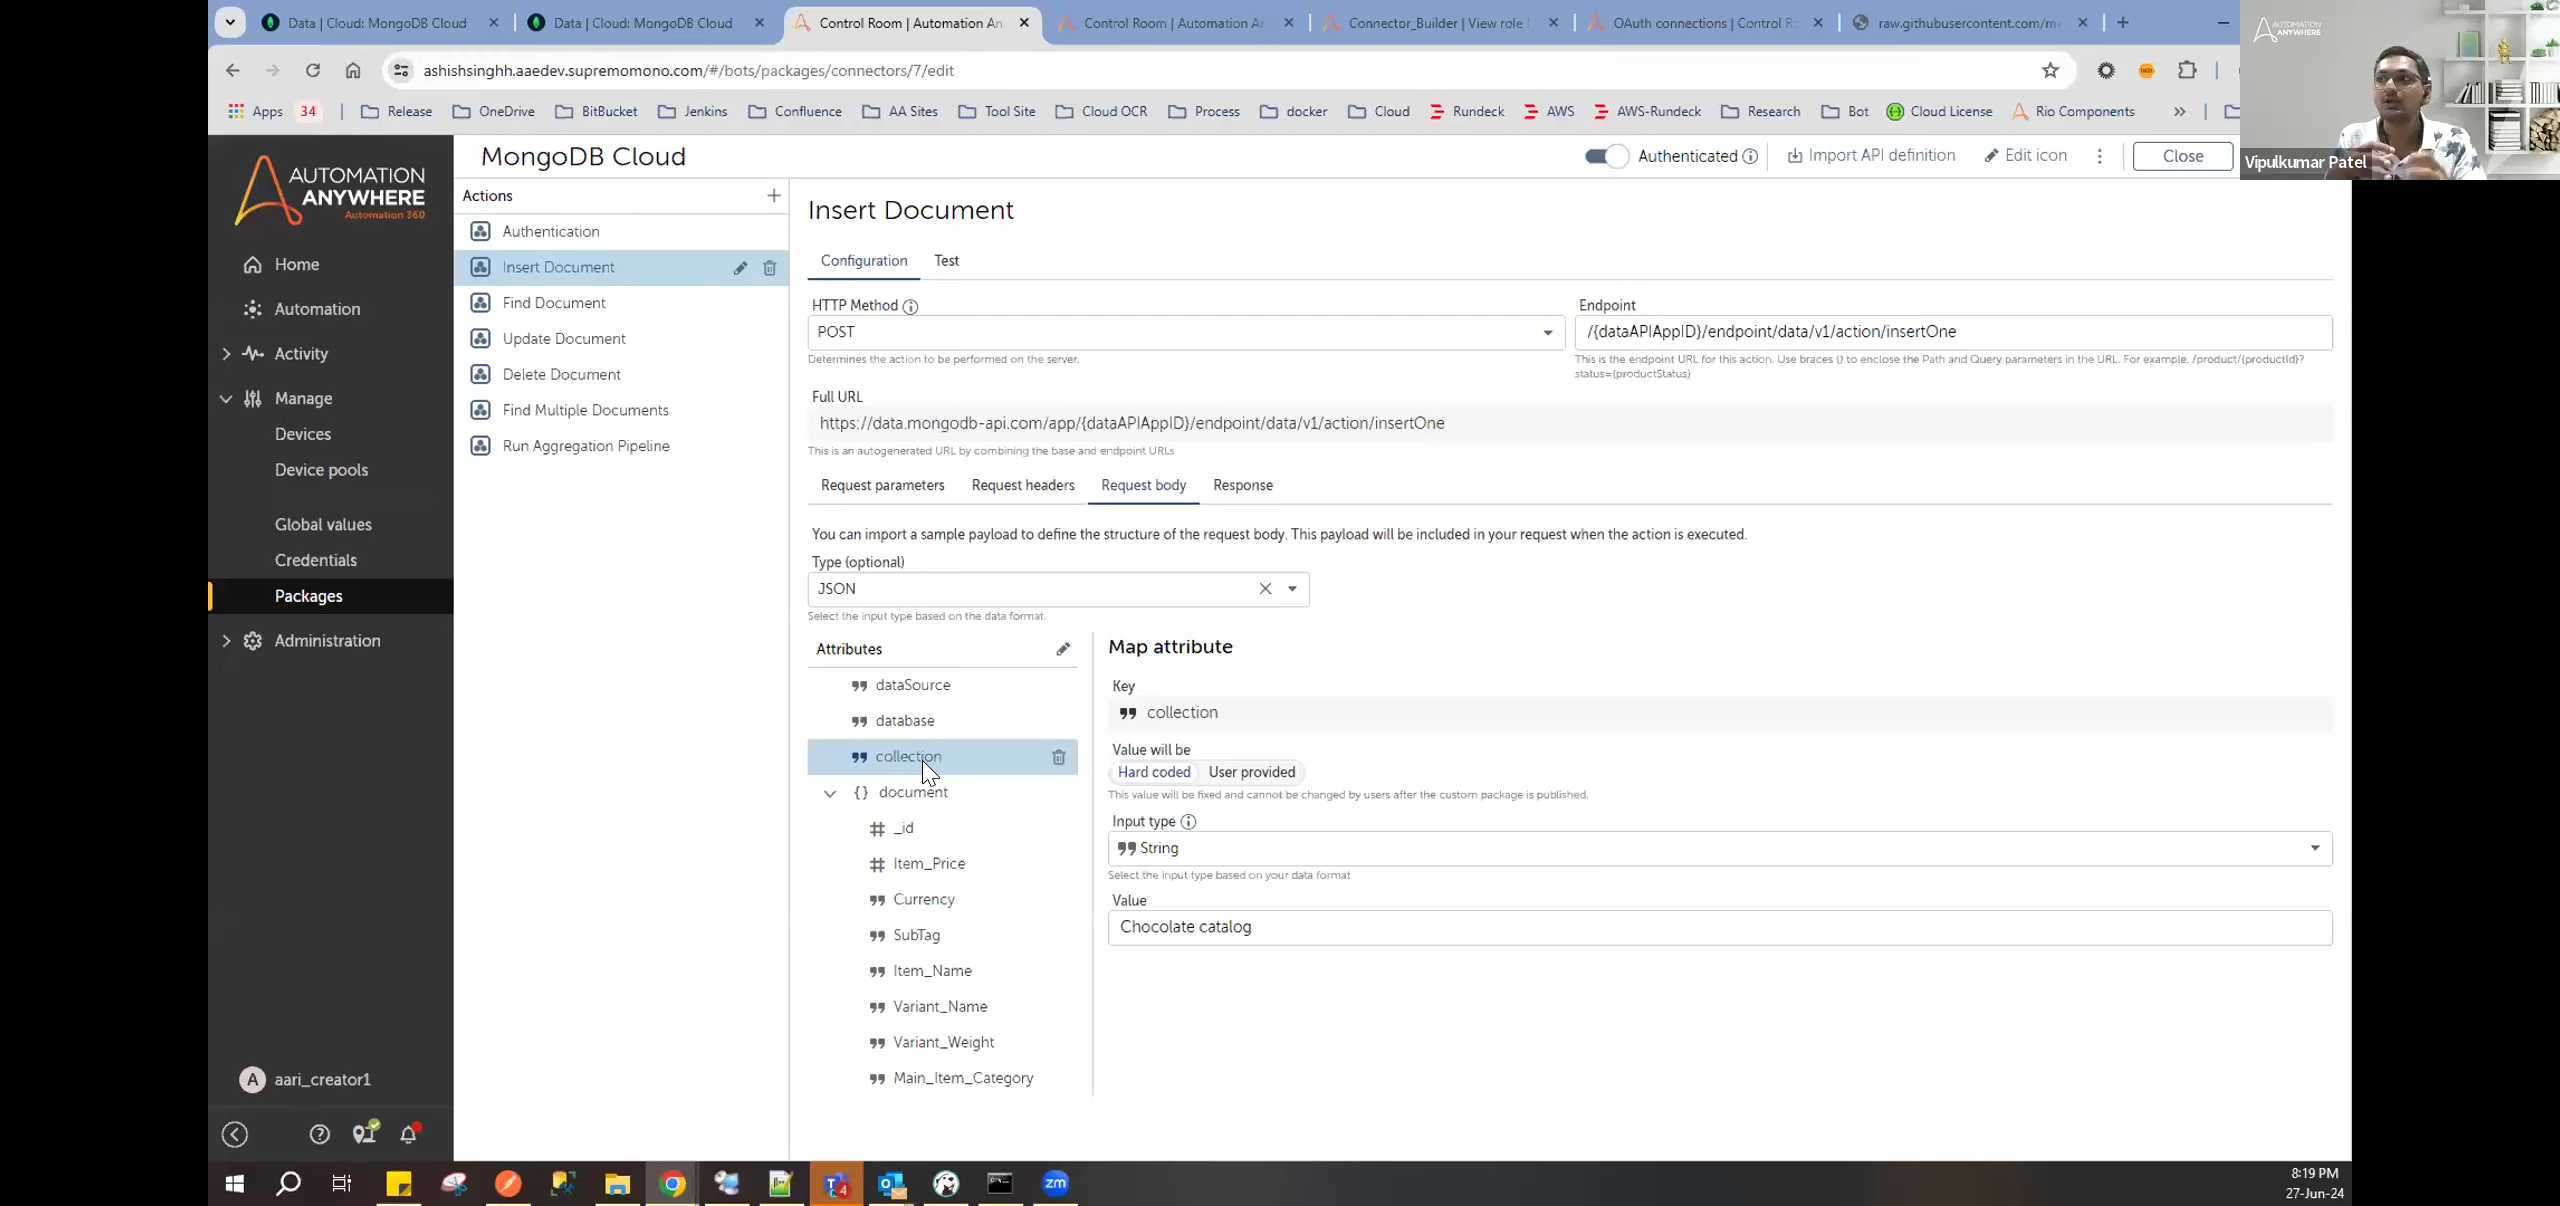 Data | Cloud: MongoDB Cloud
Data | Cloud: MongoDB Cloud
Control Room | Automation An
Control Room | Automation Ar
Connector_Builder | View role
OAuth connections | Control R
raw.githubusercontent.com/m
ashishsinghh.aaedev.supremomono.com/#/bots/packages/connectors/7/edit
Apps 34 Release OneDrive BitBucket Jenkins Confluence AA Sites Tool Site Cloud OCR Process docker Cloud Rundeck AWS AWS-Rundeck Research Bot Cloud License Rio Components »
AUTOMATION ANYWHERE
Vipulkumar Patel
AUTOMATION
ANYWHERE
Automation 360
Home
Automation
Activity
Manage
Devices
Device pools
Global values
Credentials
Packages
Administration
A aari_creator1
MongoDB Cloud
Authenticated
Import API definition
Edit icon
Close
Actions
Authentication
Insert Document
Find Document
Update Document
Delete Document
Find Multiple Documents
Run Aggregation Pipeline
Insert Document
Configuration Test
HTTP Method
POST
Determines the action to be performed on the server.
Endpoint
/{dataAPIAppID}/endpoint/data/v1/action/insertOne
This is the endpoint URL for this action. Use braces {} to enclose the Path and Query parameters in the URL. For example, /product/{productId}?
status={productStatus}
Full URL
https://data.mongodb-api.com/app/{dataAPIAppID}/endpoint/data/v1/action/insertOne
This is an autogenerated URL by combining the base and endpoint URLs
Request parameters Request headers Request body Response
You can import a sample payload to define the structure of the request body. This payload will be included in your request when the action is executed.
Type (optional)
JSON
Select the input type based on the data format.
Attributes
dataSource
database
collection
{} document
# _id
# Item_Price
Currency
SubTag
Item_Name
Variant_Name
Variant_Weight
Main_Item_Category
Map attribute
Key
collection
Value will be
Hard coded User provided
This value will be fixed and cannot be changed by users after the custom package is published.
Input type
String
Select the input type based on your data format
Value
Chocolate catalog
4
zm
8:19 PM
27-Jun-24